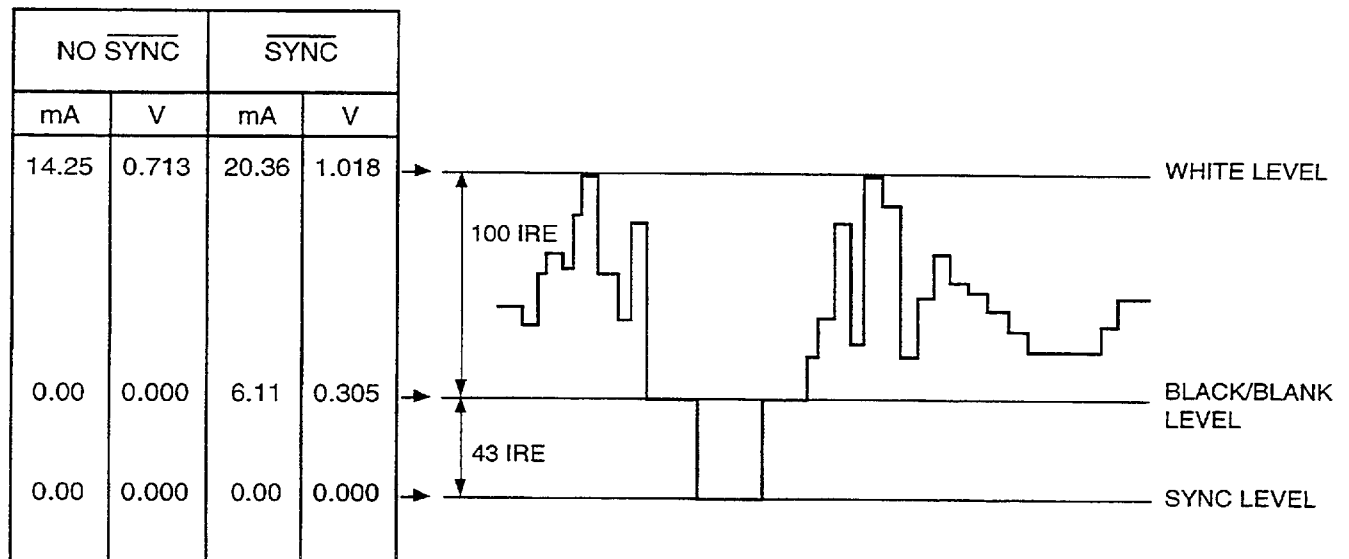 NO SYNC SYNC
mA V mA V
14.25 0.713 20.36 1.018 WHITE LEVEL
100 IRE
0.00 0.000 6.11 0.305 BLACK/BLANK
LEVEL
43 IRE
0.00 0.000 0.00 0.000 SYNC LEVEL